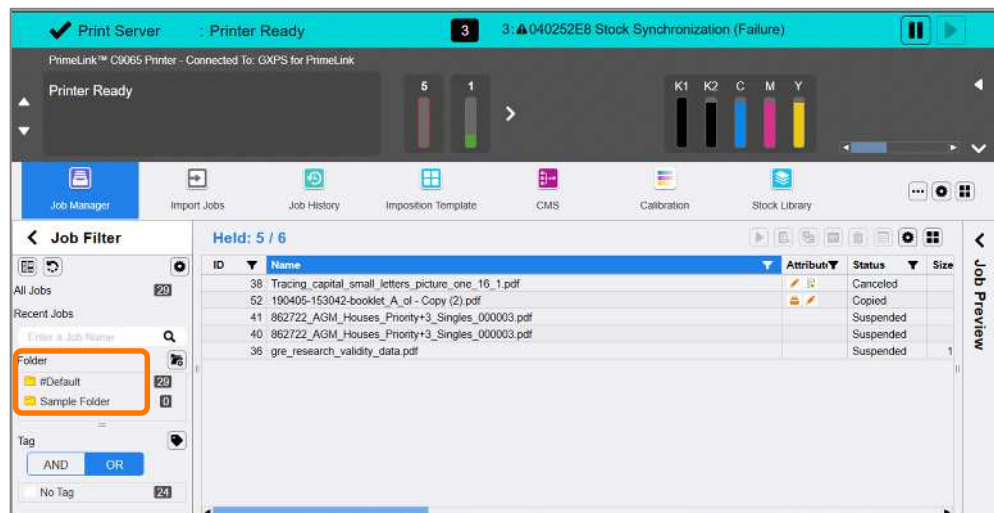 Print Server : Printer Ready 3 3: 040252E8 Stock Synchronization (Failure)
PrimeLink™ C9065 Printer - Connected To: GXPS for PrimeLink
Printer Ready 5 1 K1 K2 C M Y
Job Manager Import Jobs Job History Imposition Template CMS Calibration Stock Library
Job Filter Held: 5 / 6
ID Name Attribut Status Size
38 Tracing_capital_small_letters_picture_one_16_1.pdf Canceled
All Jobs 29 52 190405-153042-booklet_A_ol - Copy (2).pdf Copied
Recent Jobs 41 862722_AGM_Houses_Priority+3_Singles_000003.pdf Suspended
Enter a Job Name 40 862722_AGM_Houses_Priority+3_Singles_000003.pdf Suspended
Folder 36 gre_research_validity_data.pdf Suspended 1
#Default 29
Sample Folder 0
Tag
AND OR
No Tag 24
Job Preview